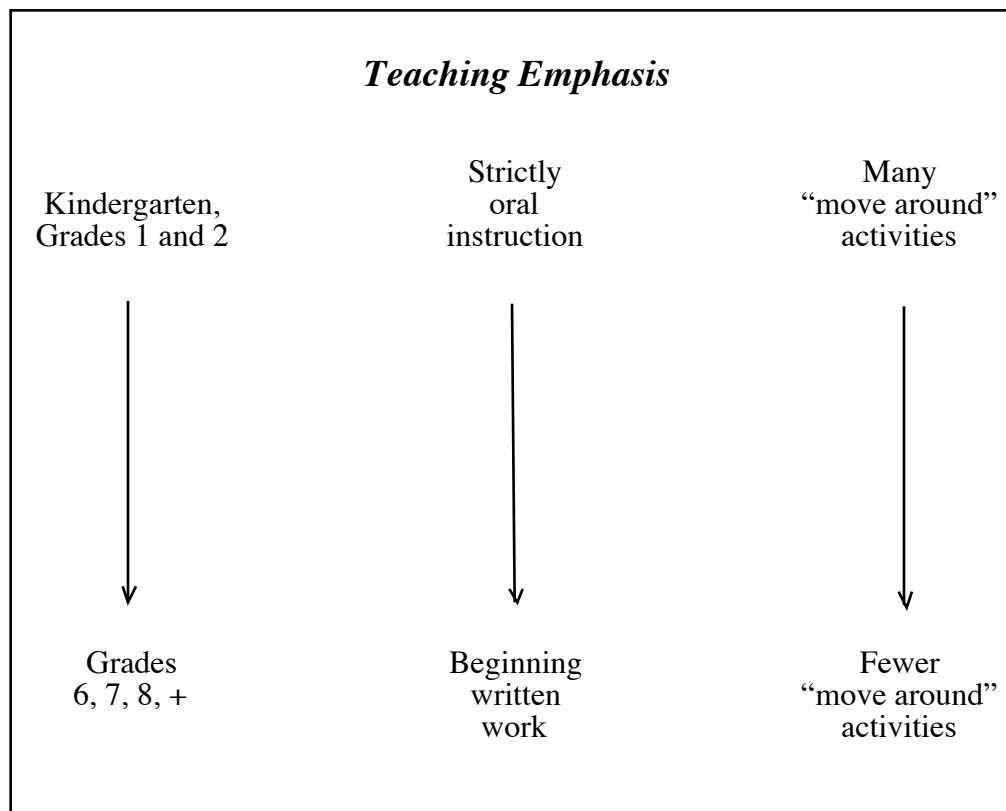 Teaching Emphasis
Kindergarten,
Grades 1 and 2
Strictly
oral
instruction
Many
“move around”
activities
Grades
6, 7, 8, +
Beginning
written
work
Fewer
“move around”
activities